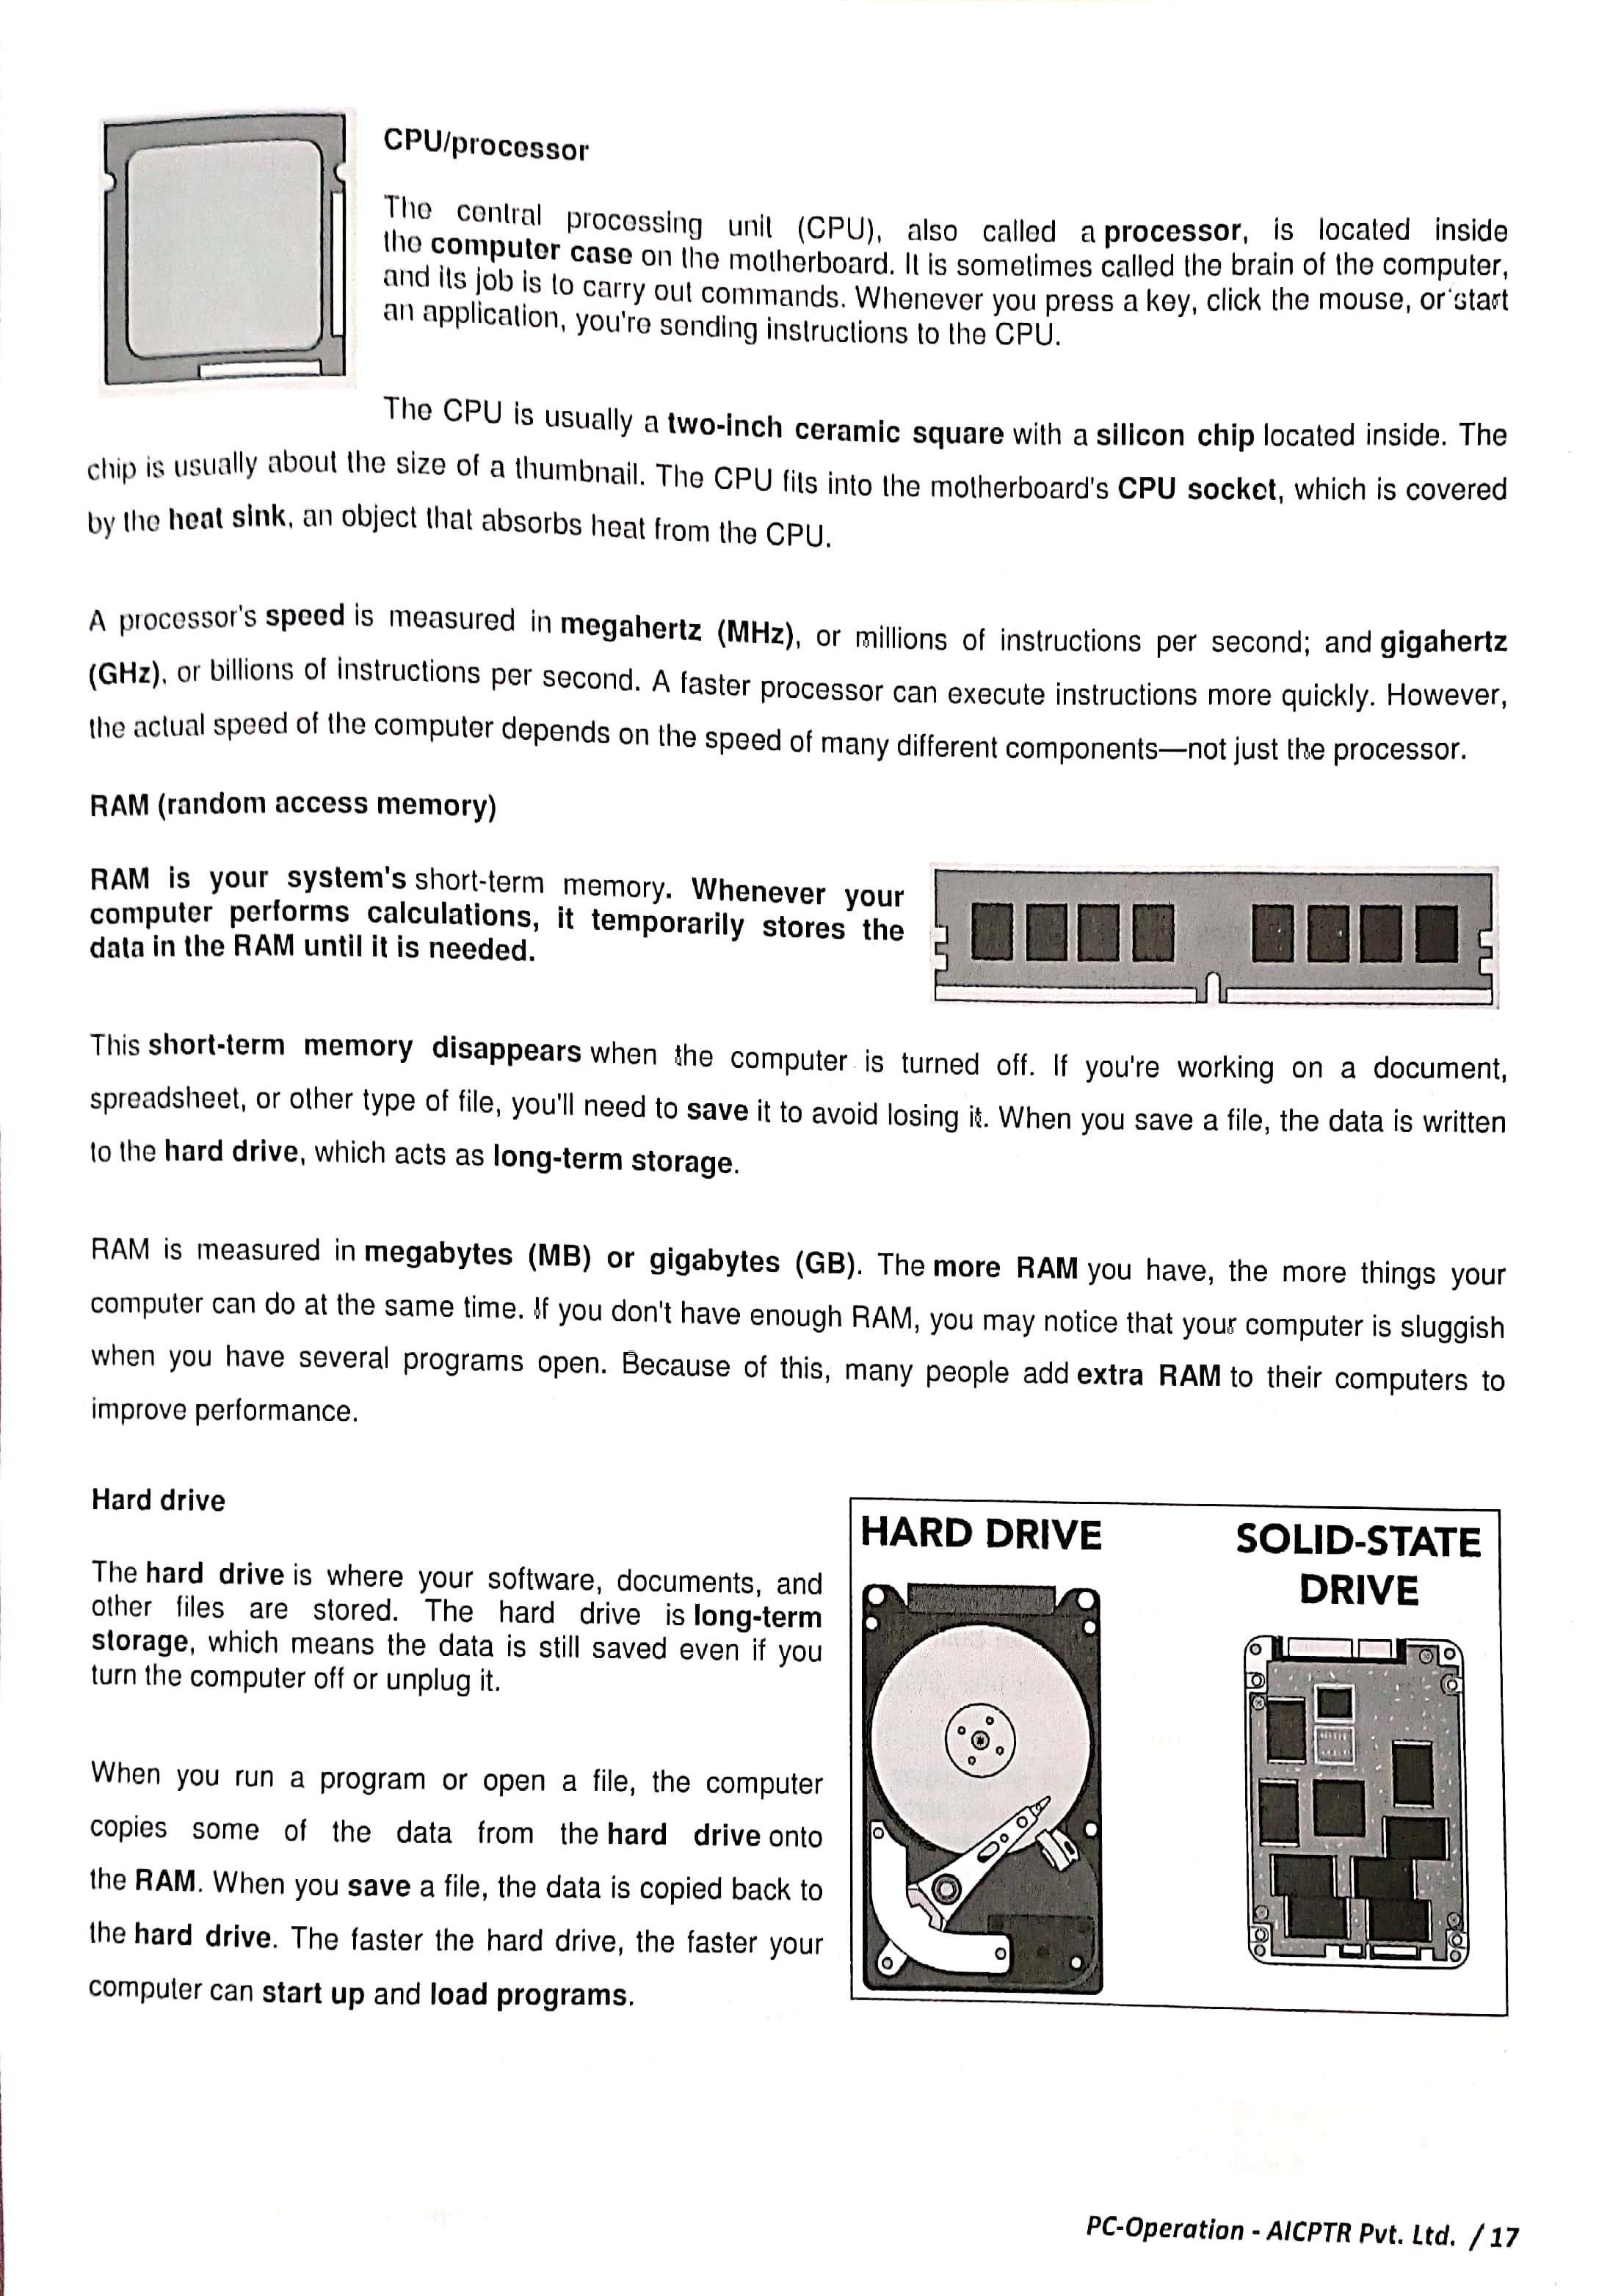 CPU/processor
The central processing unit (CPU), also called a processor, is located inside
the computer case on the motherboard. It is sometimes called the brain of the computer,
and its job is to carry out commands. Whenever you press a key, click the mouse, or start
an application, you're sending instructions to the CPU.
The CPU is usually a two-inch ceramic square with a silicon chip located inside. The
chip is usually about the size of a thumbnail. The CPU fits into the motherboard's CPU socket, which is covered
by the heat sink, an object that absorbs heat from the CPU.
A processor's speed is measured in megahertz (MHz), or millions of instructions per second; and gigahertz
(GHz), or billions of instructions per second. A faster processor can execute instructions more quickly. However,
the actual speed of the computer depends on the speed of many different components—not just the processor.
RAM (random access memory)
RAM is your system's short-term memory. Whenever your
computer performs calculations, it temporarily stores the
data in the RAM until it is needed.
This short-term memory disappears when the computer is turned off. If you're working on a document,
spreadsheet, or other type of file, you'll need to save it to avoid losing it. When you save a file, the data is written
to the hard drive, which acts as long-term storage.
RAM is measured in megabytes (MB) or gigabytes (GB). The more RAM you have, the more things your
computer can do at the same time. If you don't have enough RAM, you may notice that your computer is sluggish
when you have several programs open. Because of this, many people add extra RAM to their computers to
improve performance.
Hard drive
The hard drive is where your software, documents, and
other files are stored. The hard drive is long-term
storage, which means the data is still saved even if you
turn the computer off or unplug it.
When you run a program or open a file, the computer
copies some of the data from the hard drive onto
the RAM. When you save a file, the data is copied back to
the hard drive. The faster the hard drive, the faster your
computer can start up and load programs.
HARD DRIVE
SOLID-STATE
DRIVE
PC-Operation - AICPTR Pvt. Ltd. / 17